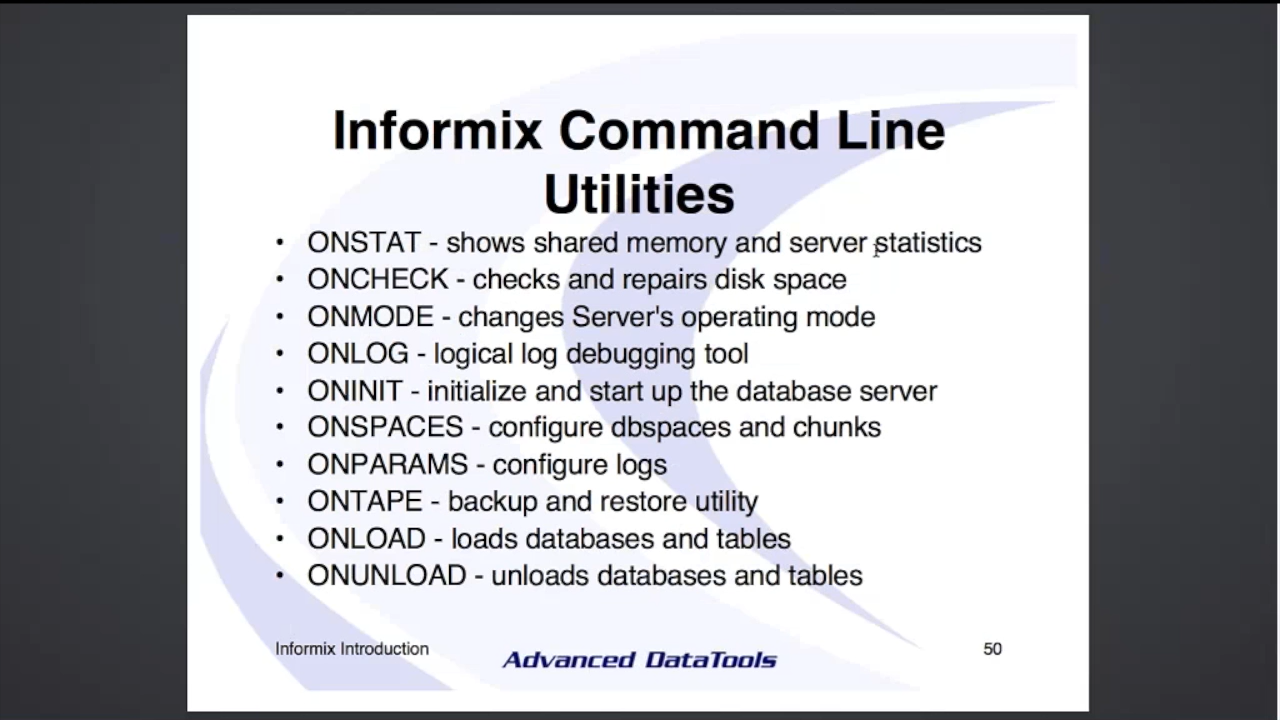 Informix Command Line
Utilities
• ONSTAT - shows shared memory and server statistics
• ONCHECK - checks and repairs disk space
• ONMODE - changes Server's operating mode
• ONLOG - logical log debugging tool
• ONINIT - initialize and start up the database server
• ONSPACES - configure dbspaces and chunks
• ONPARAMS - configure logs
• ONTAPE - backup and restore utility
• ONLOAD - loads databases and tables
• ONUNLOAD - unloads databases and tables
Informix Introduction
Advanced DataTools
50